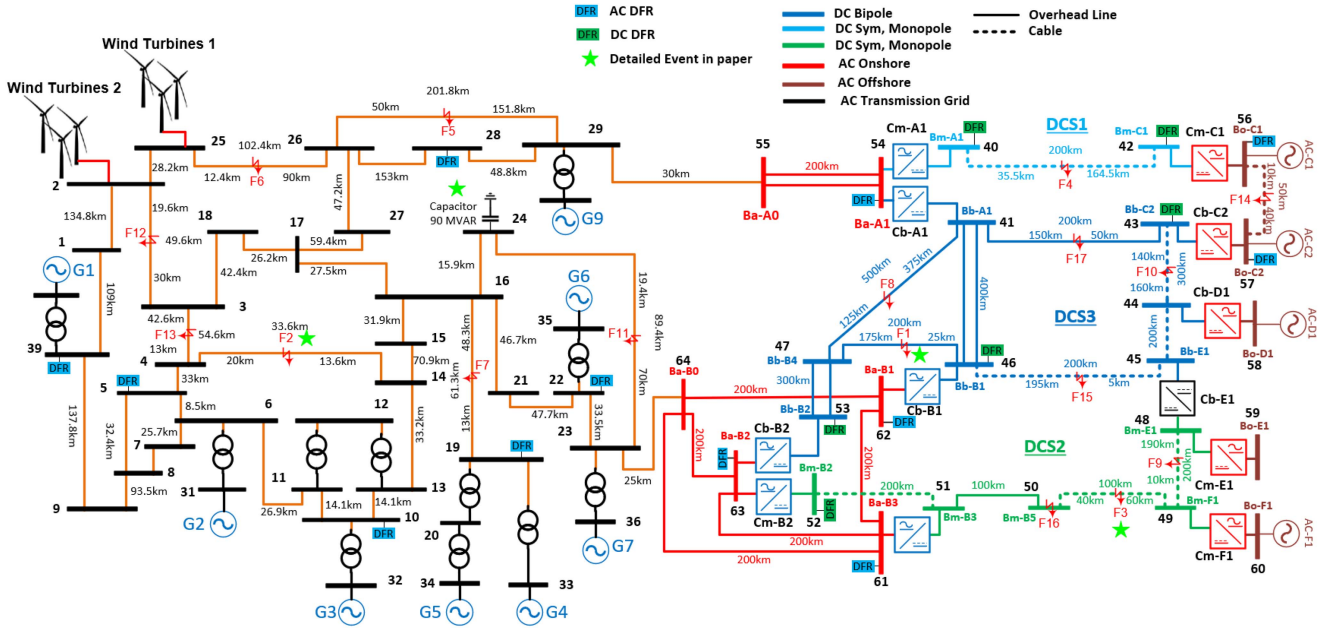 DFR AC DFR
DFR DC DFR
Detailed Event in paper
DC Bipole
DC Sym, Monopole
DC Sym, Monopole
AC Onshore
AC Offshore
AC Transmission Grid
Overhead Line
Cable
Wind Turbines 1
Wind Turbines 2
201.8km
50km
151.8km
F5
25
26
28
29
102.4km
12.4km
F6
90km
153km
DFR
48.8km
30km
G9
28.2km
2
19.6km
134.8km
1
G1
F12
49.6km
30km
18
17
47.2km
27
59.4km
26.2km
27.5km
42.4km
Capacitor
90 MVAR
24
15.9km
16
19.4km
89.4km
F11
70km
109km
39
DFR
3
42.6km
F13
54.6km
13km
4
33.6km
F2
20km
13.6km
31.9km
15
70.9km
14
48.3km
F7
61.3km
13km
46.7km
21
47.7km
22
DFR
G6
35
33.5km
23
25km
36
G7
5
DFR
33km
8.5km
6
137.8km
32.4km
25.7km
7
8
93.5km
9
31
G2
11
12
26.9km
14.1km
14.1km
33.2km
13
10
DFR
32
G3
19
DFR
20
34
G5
33
G4
55
Ba-A0
200km
54
Ba-A1
DFR
Cm-A1
Cb-A1
Bm-A1
DFR
40
DCS1
200km
35.5km
F4
164.5km
Bm-C1
DFR
42
Cm-C1
56
Bo-C1
DFR
AC-C1
10km
50km
F14
40km
Bb-A1
41
200km
150km
50km
F17
Bb-C2
DFR
43
Cb-C2
Bo-C2
57
DFR
AC-C2
500km
375km
F8
125km
400km
140km
F10
300km
160km
44
Cb-D1
Bo-D1
58
AC-D1
DCS3
200km
45
Bb-E1
47
Bb-B4
200km
175km
F1
25km
DFR
46
Bb-B1
200km
195km
F15
5km
Cb-E1
64
Ba-B0
200km
Ba-B1
Cb-B1
62
DFR
300km
Bb-B2
53
DFR
Cb-B2
Ba-B2
DFR
63
Cm-B2
Bm-B2
52
DFR
200km
200km
200km
200km
200km
Ba-B3
61
DFR
51
Bm-B3
100km
50
Bm-B5
F16
DCS2
100km
40km
F3
60km
48
Bm-E1
190km
F9
200km
10km
Cm-E1
59
Bo-E1
Bm-F1
49
Cm-F1
Bo-F1
60
AC-F1